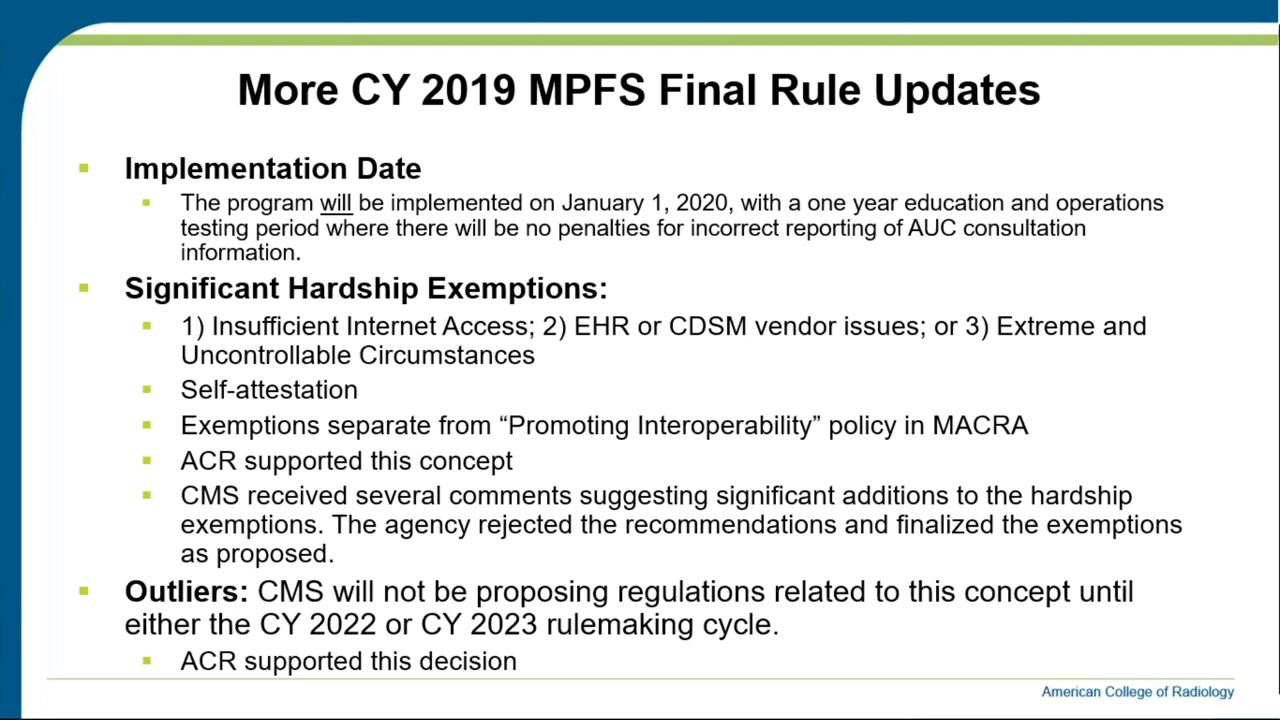 More CY 2019 MPFS Final Rule Updates
Implementation Date
The program will be implemented on January 1, 2020, with a one year education and operations
testing period where there will be no penalties for incorrect reporting of AUC consultation
information.
Significant Hardship Exemptions:
1) Insufficient Internet Access; 2) EHR or CDSM vendor issues; or 3) Extreme and
Uncontrollable Circumstances
Self-attestation
Exemptions separate from “Promoting Interoperability” policy in MACRA
ACR supported this concept
CMS received several comments suggesting significant additions to the hardship
exemptions. The agency rejected the recommendations and finalized the exemptions
as proposed.
Outliers: CMS will not be proposing regulations related to this concept until
either the CY 2022 or CY 2023 rulemaking cycle.
ACR supported this decision
American College of Radiology